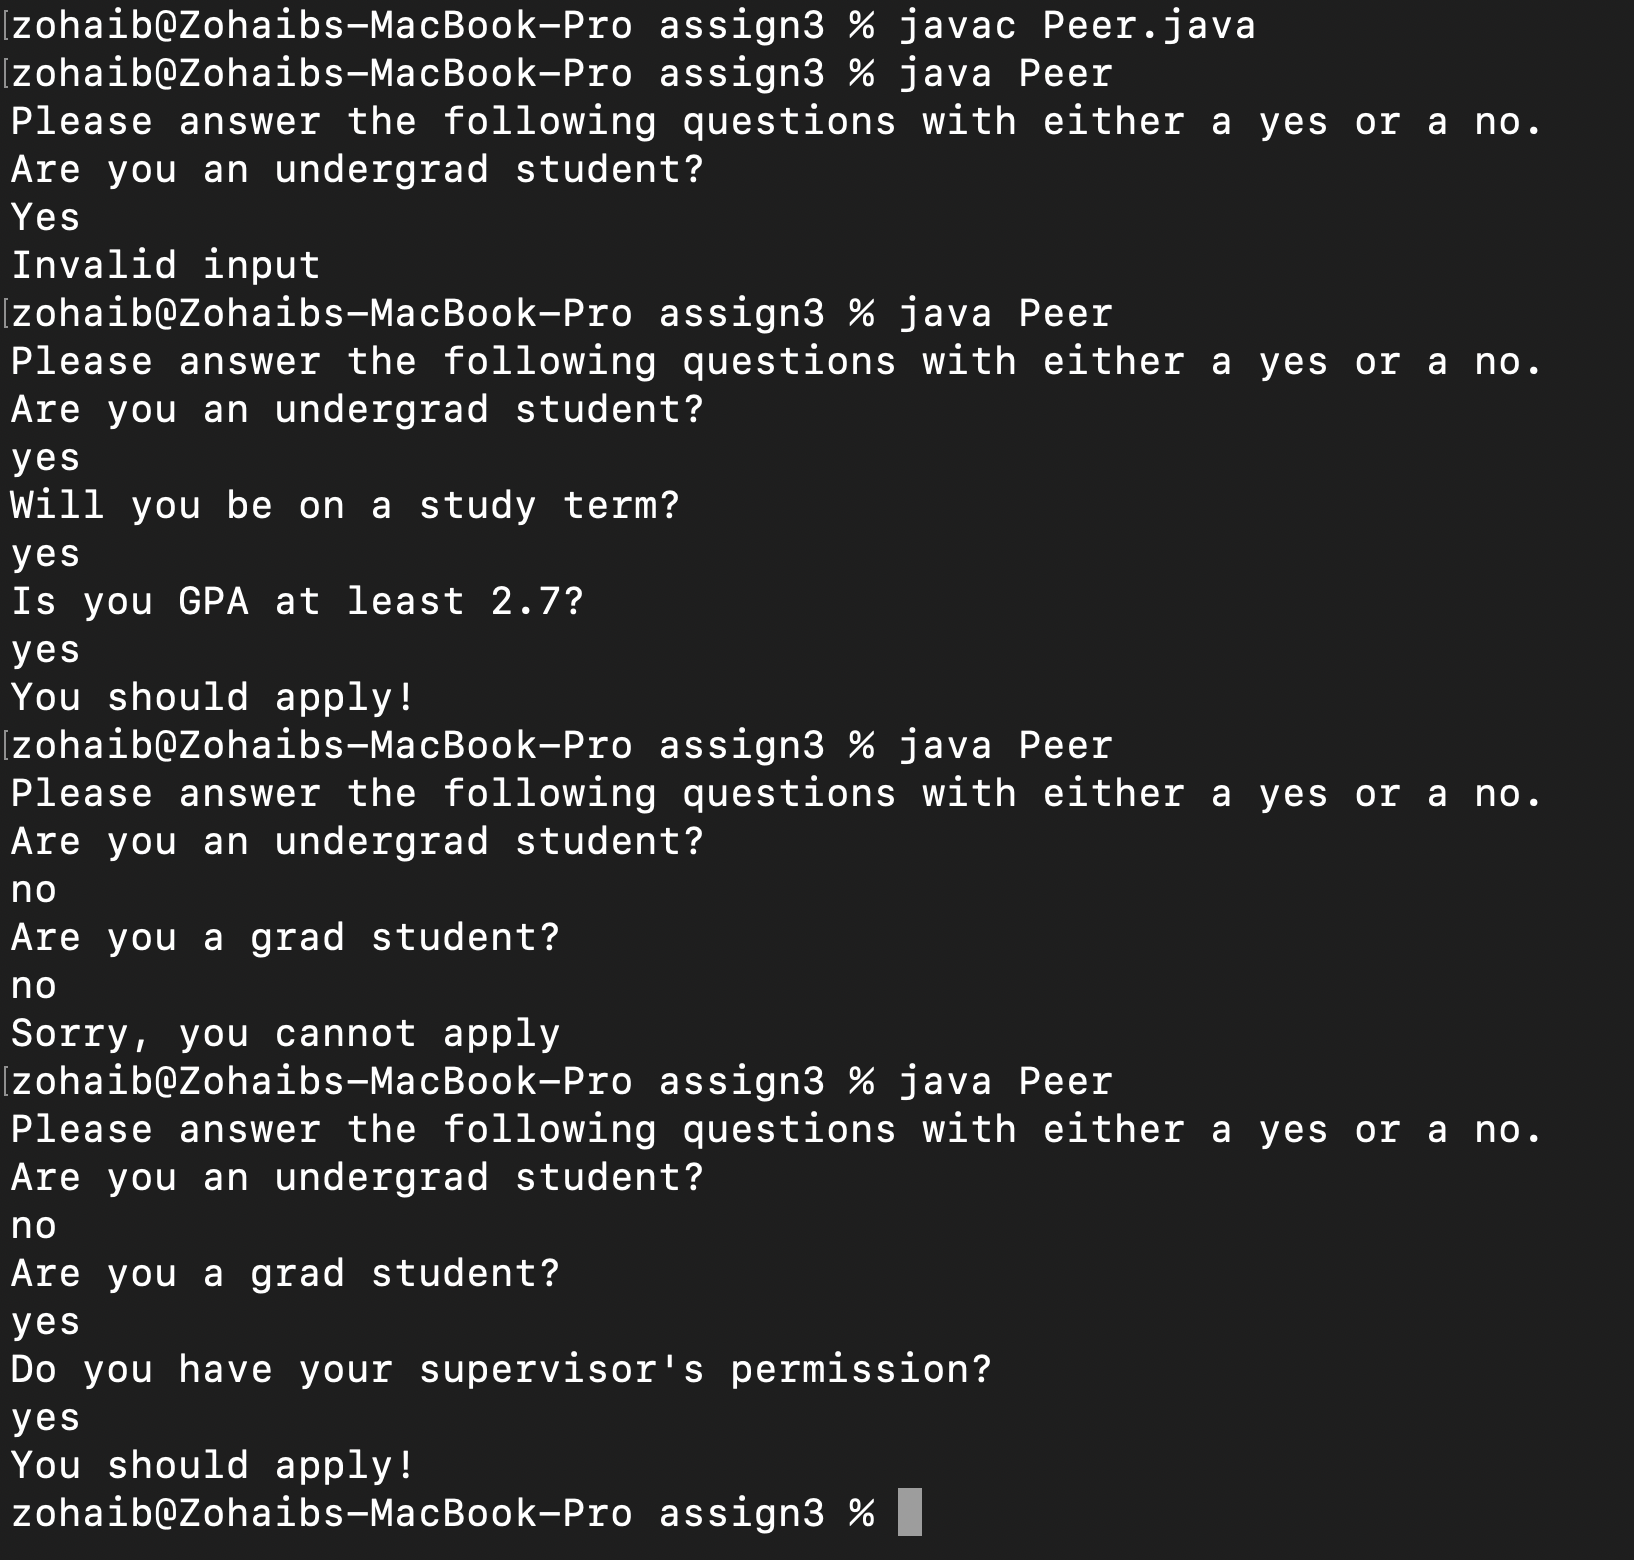 [zohaib@Zohaibs-MacBook-Pro assign3 % javac Peer.java
[zohaib@Zohaibs-MacBook-Pro assign3 % java Peer
Please answer the following questions with either a yes or a no.
Are you an undergrad student?
Yes
Invalid input
[zohaib@Zohaibs-MacBook-Pro assign3 % java Peer
Please answer the following questions with either a yes or a no.
Are you an undergrad student?
yes
Will you be on a study term?
yes
Is you GPA at least 2.7?
yes
You should apply!
[zohaib@Zohaibs-MacBook-Pro assign3 % java Peer
Please answer the following questions with either a yes or a no.
Are you an undergrad student?
no
Are you a grad student?
no
Sorry, you cannot apply
[zohaib@Zohaibs-MacBook-Pro assign3 % java Peer
Please answer the following questions with either a yes or a no.
Are you an undergrad student?
no
Are you a grad student?
yes
Do you have your supervisor's permission?
yes
You should apply!
zohaib@Zohaibs-MacBook-Pro assign3 %